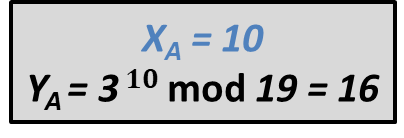 X_A = 10
Y_A = 3^10 mod 19 = 16